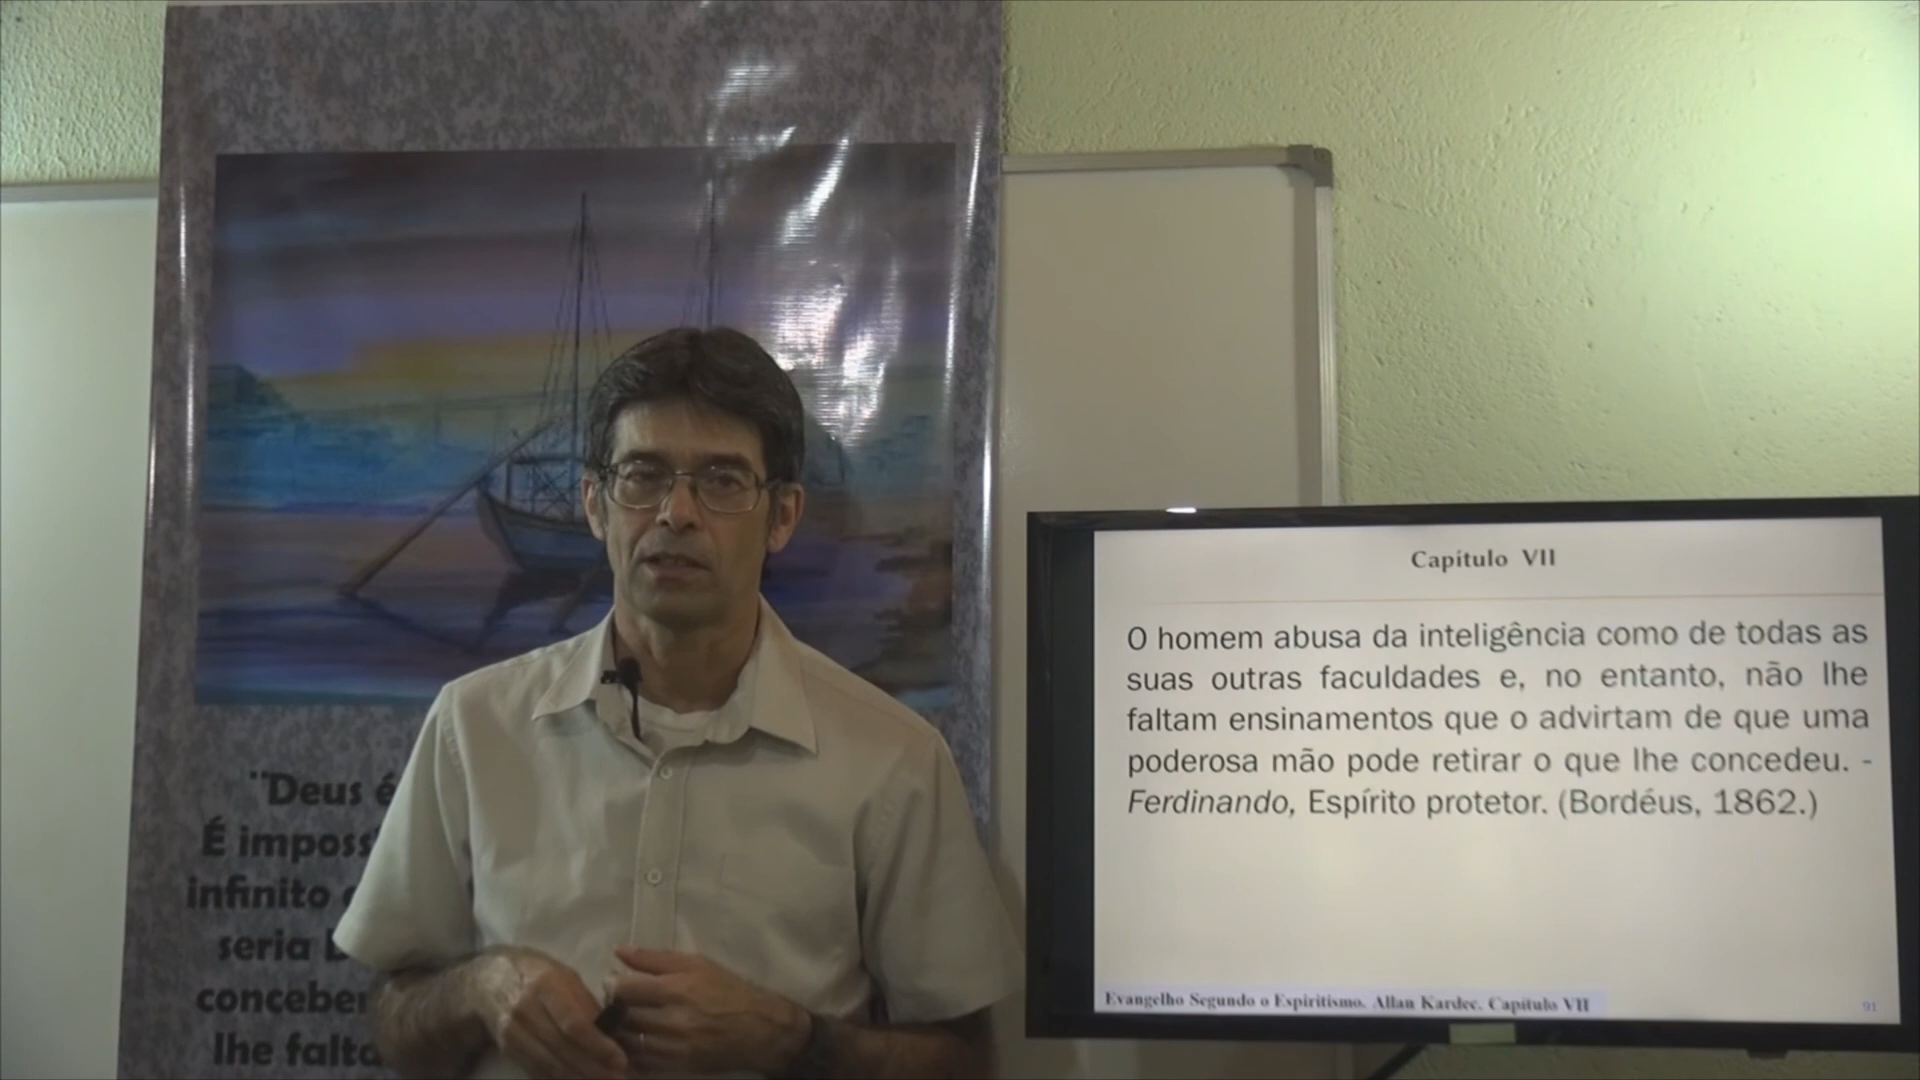 ¨Deus é
É imposs
infinito
seria
conceber
lhe falta
Capítulo VII
O homem abusa da inteligência como de todas as
suas outras faculdades e, no entanto, não lhe
faltam ensinamentos que o advirtam de que uma
poderosa mão pode retirar o que lhe concedeu. -
Ferdinando, Espírito protetor. (Bordéus, 1862.)
Evangelho Segundo o Espiritismo. Allan Kardec. Capítulo VII
91